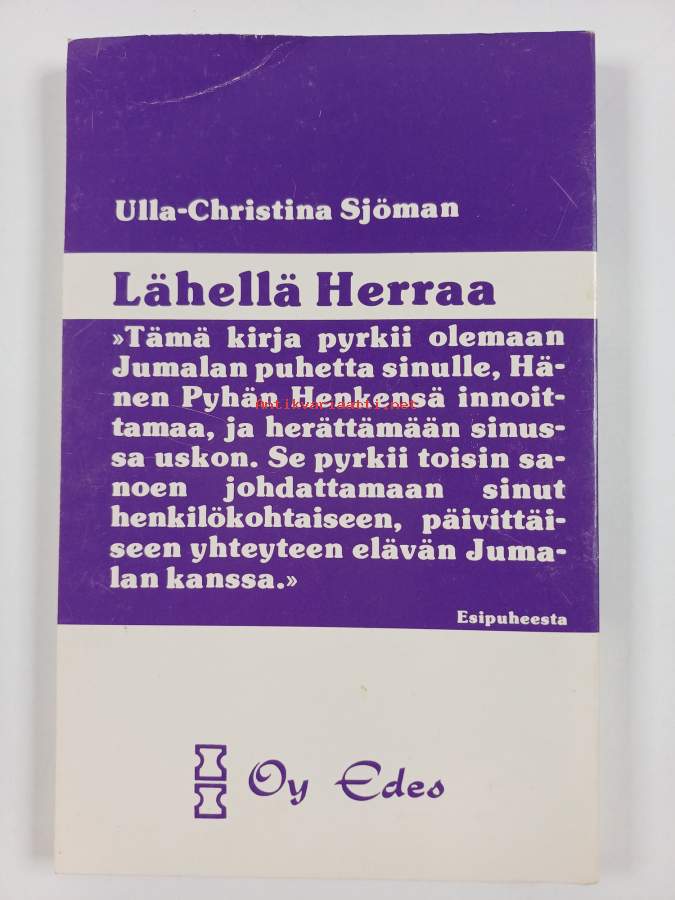 Ulla-Christina Sjöman
Lähellä Herraa
»Tämä kirja pyrkii olemaan
Jumalan puhetta sinulle, Hä-
nen Pyhän Henkensä innoit-
antikvariaatti.net
tamaa, ja herättämään sinus-
sa uskon. Se pyrkii toisin sa-
noen johdattamaan sinut
henkilökohtaiseen, päivittäi-
seen yhteyteen elävän Juma-
lan kanssa.»
Esipuheesta
Oy Edes